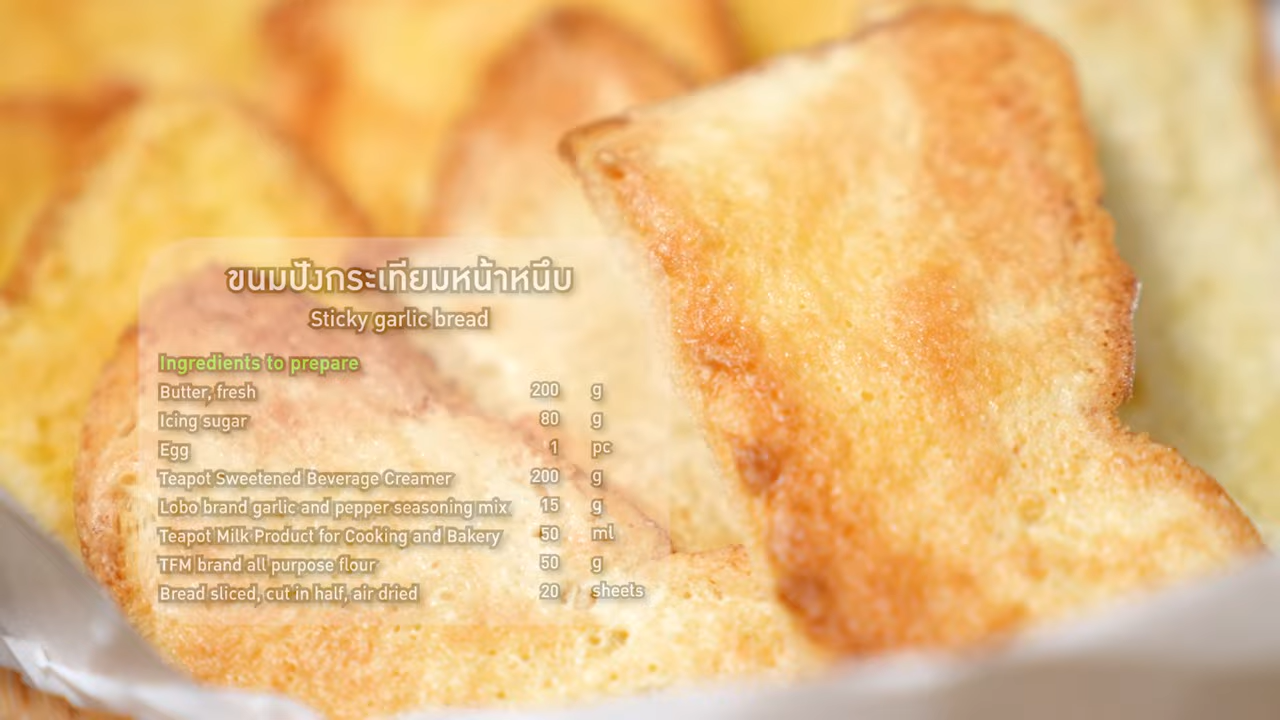 ขนมปังกระเทียมหน้าหนึบ
Sticky garlic bread
Ingredients to prepare
Butter, fresh 200 g
Icing sugar 80 g
Egg 1 pc
Teapot Sweetened Beverage Creamer 200 g
Lobo brand garlic and pepper seasoning mix 15 g
Teapot Milk Product for Cooking and Bakery 50 ml
TFM brand all purpose flour 50 g
Bread sliced, cut in half, air dried 20 sheets